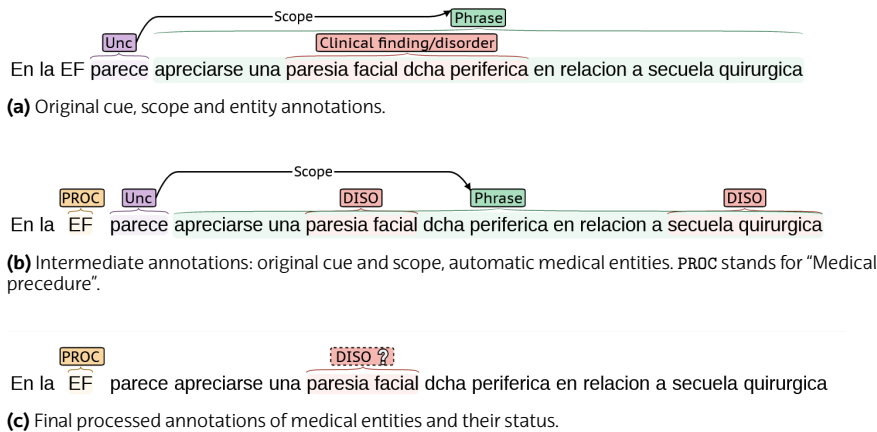 Scope
Phrase
Unc
Clinical finding/disorder
En la EF parece apreciarse una paresia facial dcha periferica en relacion a secuela quirurgica
(a) Original cue, scope and entity annotations.
Scope
PROC Unc DISO Phrase DISO
En la EF parece apreciarse una paresia facial dcha periferica en relacion a secuela quirurgica
(b) Intermediate annotations: original cue and scope, automatic medical entities. PROC stands for “Medical
precedure”.
PROC DISO ?
En la EF parece apreciarse una paresia facial dcha periferica en relacion a secuela quirurgica
(c) Final processed annotations of medical entities and their status.